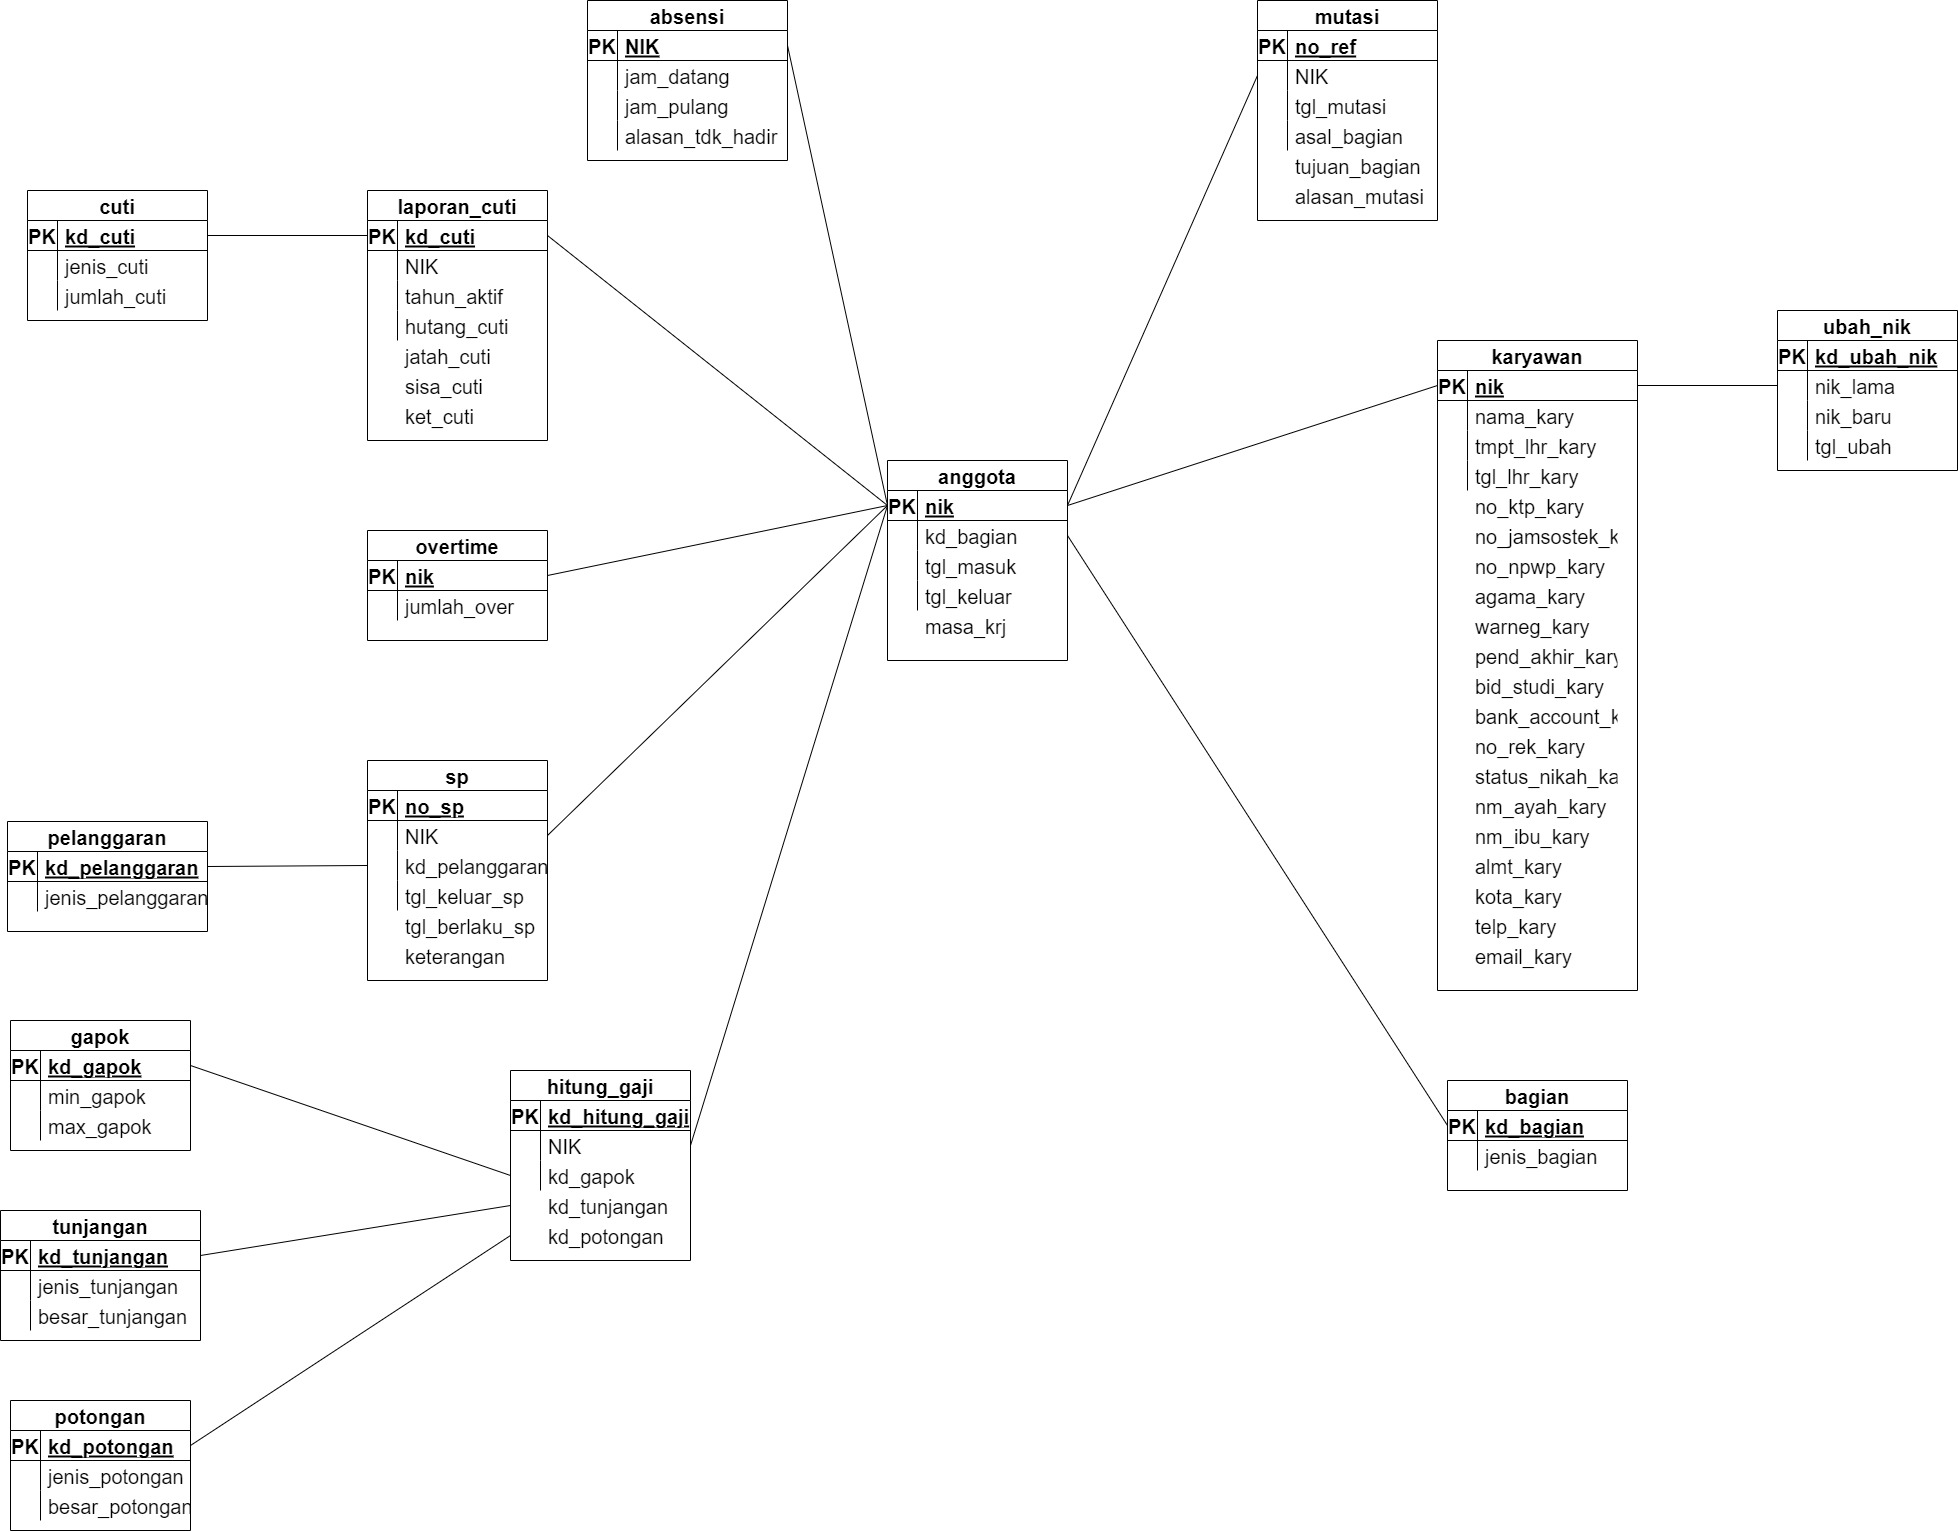 absensi
PK NIK
jam_datang
jam_pulang
alasan_tdk_hadir
mutasi
PK no_ref
NIK
tgl_mutasi
asal_bagian
tujuan_bagian
alasan_mutasi
cuti
PK kd_cuti
jenis_cuti
jumlah_cuti
laporan_cuti
PK kd_cuti
NIK
tahun_aktif
hutang_cuti
jatah_cuti
sisa_cuti
ket_cuti
ubah_nik
PK kd_ubah_nik
nik_lama
nik_baru
tgl_ubah
karyawan
PK nik
nama_kary
tmpt_lhr_kary
tgl_lhr_kary
no_ktp_kary
no_jamsostek_k
no_npwp_kary
agama_kary
warneg_kary
pend_akhir_kary
bid_studi_kary
bank_account_k
no_rek_kary
status_nikah_ka
nm_ayah_kary
nm_ibu_kary
almt_kary
kota_kary
telp_kary
email_kary
anggota
PK nik
kd_bagian
tgl_masuk
tgl_keluar
masa_krj
overtime
PK nik
jumlah_over
sp
PK no_sp
NIK
kd_pelanggaran
tgl_keluar_sp
tgl_berlaku_sp
keterangan
pelanggaran
PK kd_pelanggaran
jenis_pelanggaran
gapok
PK kd_gapok
min_gapok
max_gapok
hitung_gaji
PK kd_hitung_gaji
NIK
kd_gapok
kd_tunjangan
kd_potongan
bagian
PK kd_bagian
jenis_bagian
tunjangan
PK kd_tunjangan
jenis_tunjangan
besar_tunjangan
potongan
PK kd_potongan
jenis_potongan
besar_potongan